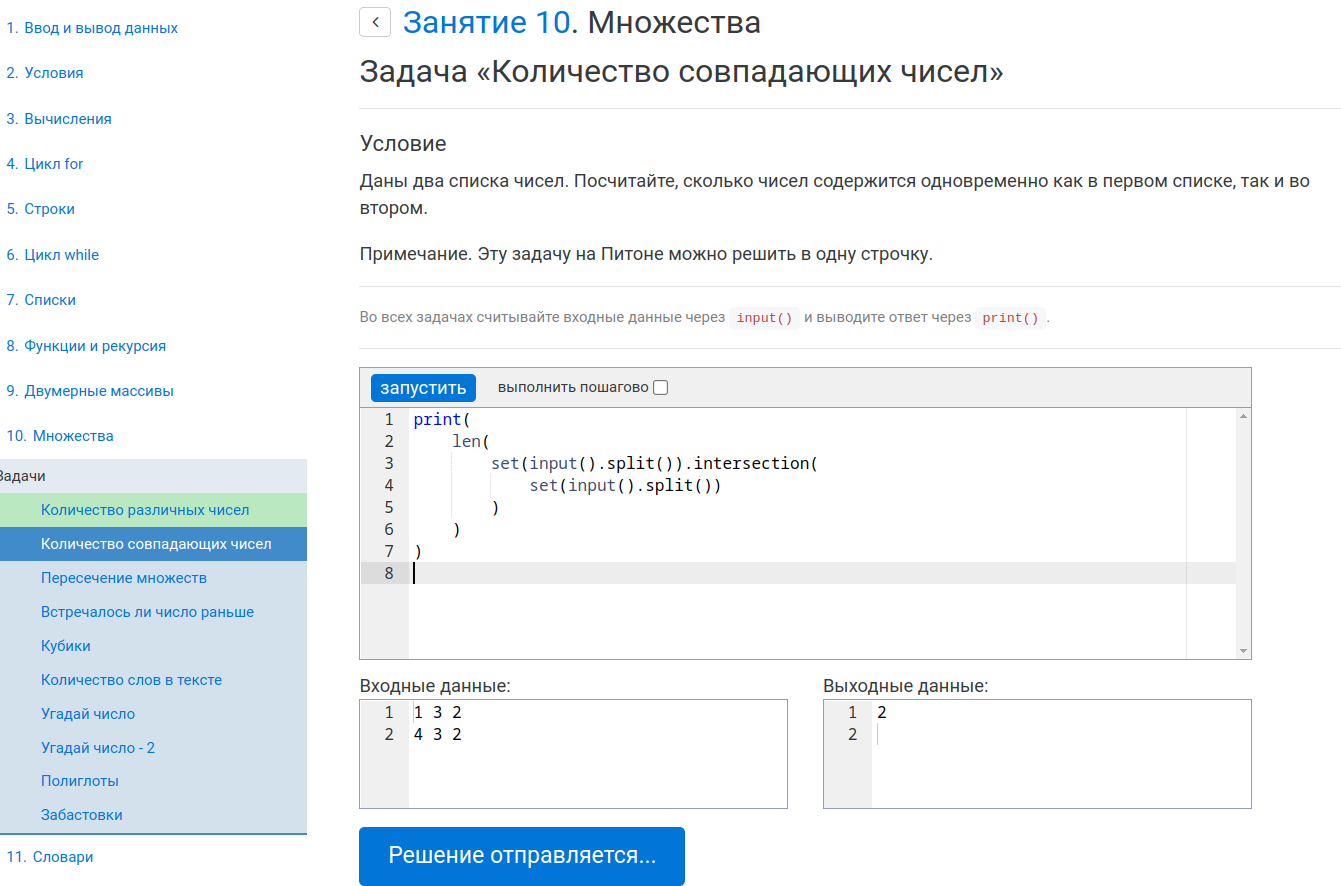 1. Ввод и вывод данных
2. Условия
3. Вычисления
4. Цикл for
5. Строки
6. Цикл while
7. Списки
8. Функции и рекурсия
9. Двумерные массивы
10. Множества
Задачи
Количество различных чисел
Количество совпадающих чисел
Пересечение множеств
Встречалось ли число раньше
Кубики
Количество слов в тексте
Угадай число
Угадай число - 2
Полиглоты
Забастовки
11. Словари
Занятие 10. Множества
Задача «Количество совпадающих чисел»
Условие
Даны два списка чисел. Посчитайте, сколько чисел содержится одновременно как в первом списке, так и во
втором.
Примечание. Эту задачу на Питоне можно решить в одну строчку.
Во всех задачах считывайте входные данные через input() и выводите ответ через print().
запустить выполнить пошагово
1 print(
2     len(
3         set(input().split()).intersection(
4             set(input().split())
5         )
6     )
7 )
8
Входные данные:
1 1 3 2
2 4 3 2
Выходные данные:
1 2
2
Решение отправляется...